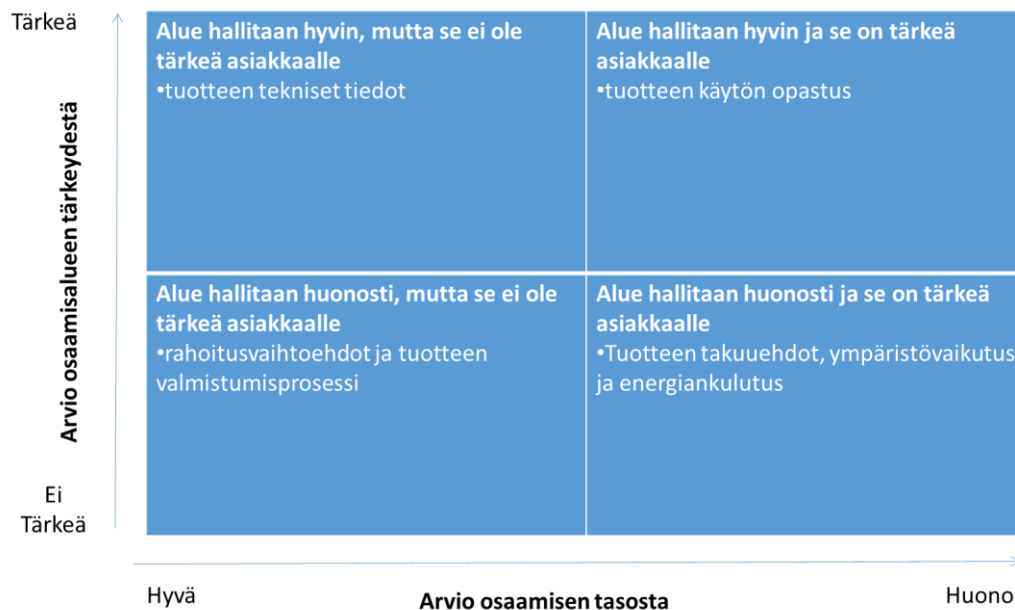 Tärkeä
Arvio osaamisalueen tärkeydestä
Ei
Tärkeä
Alue hallitaan hyvin, mutta se ei ole
tärkeä asiakkaalle
•tuotteen tekniset tiedot
Alue hallitaan hyvin ja se on tärkeä
asiakkaalle
•tuotteen käytön opastus
Alue hallitaan huonosti, mutta se ei ole
tärkeä asiakkaalle
•rahoitusvaihtoehdot ja tuotteen
valmistumisprosessi
Alue hallitaan huonosti ja se on tärkeä
asiakkaalle
•Tuotteen takuuehdot, ympäristövaikutus
ja energiankulutus
Hyvä
Arvio osaamisen tasosta
Huono